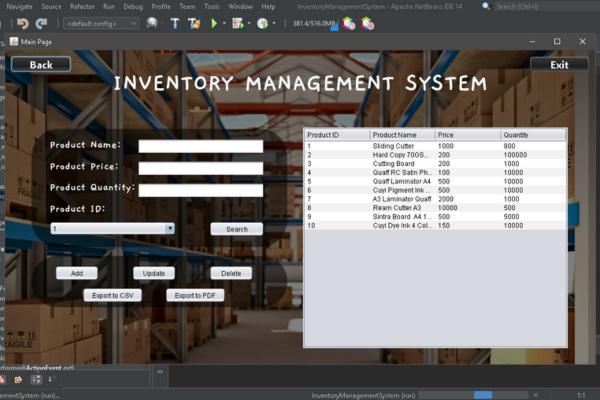 Navigate Source Refactor Run Debug Profile Team Tools Window Help InventoryManagementSystem - Apache NetBeans IDE 14 Search (Ctrl+I)
<default config> 381.4/516.0MB
Main Page
Back Exit
INVENTORY MANAGEMENT SYSTEM
Product Name:
Product Price:
Product Quantity:
Product ID:
1 Search
Add Update Delete
Export to CSV Export to PDF
Product ID Product Name Price Quantity
1 Sliding Cutter 1000 800
2 Hard Copy 70GS... 200 100000
3 Cutting Board 200 1000
4 Quaff RC Satin Ph... 100 10000
5 Quaff Laminator A4 500 1000
6 Cuyi Pigment Ink ... 500 10000
7 A3 Laminator Quaff 2000 1000
8 Ream Cutter A3 10000 500
9 Sintra Board A4 1... 500 5000
10 Cuyi Dye Ink 4 Col... 150 10000
FRAGILE
AGILE
formed(ActionEvent evt)
mentSystem (run)... InventoryManagementSystem (run) 1:1